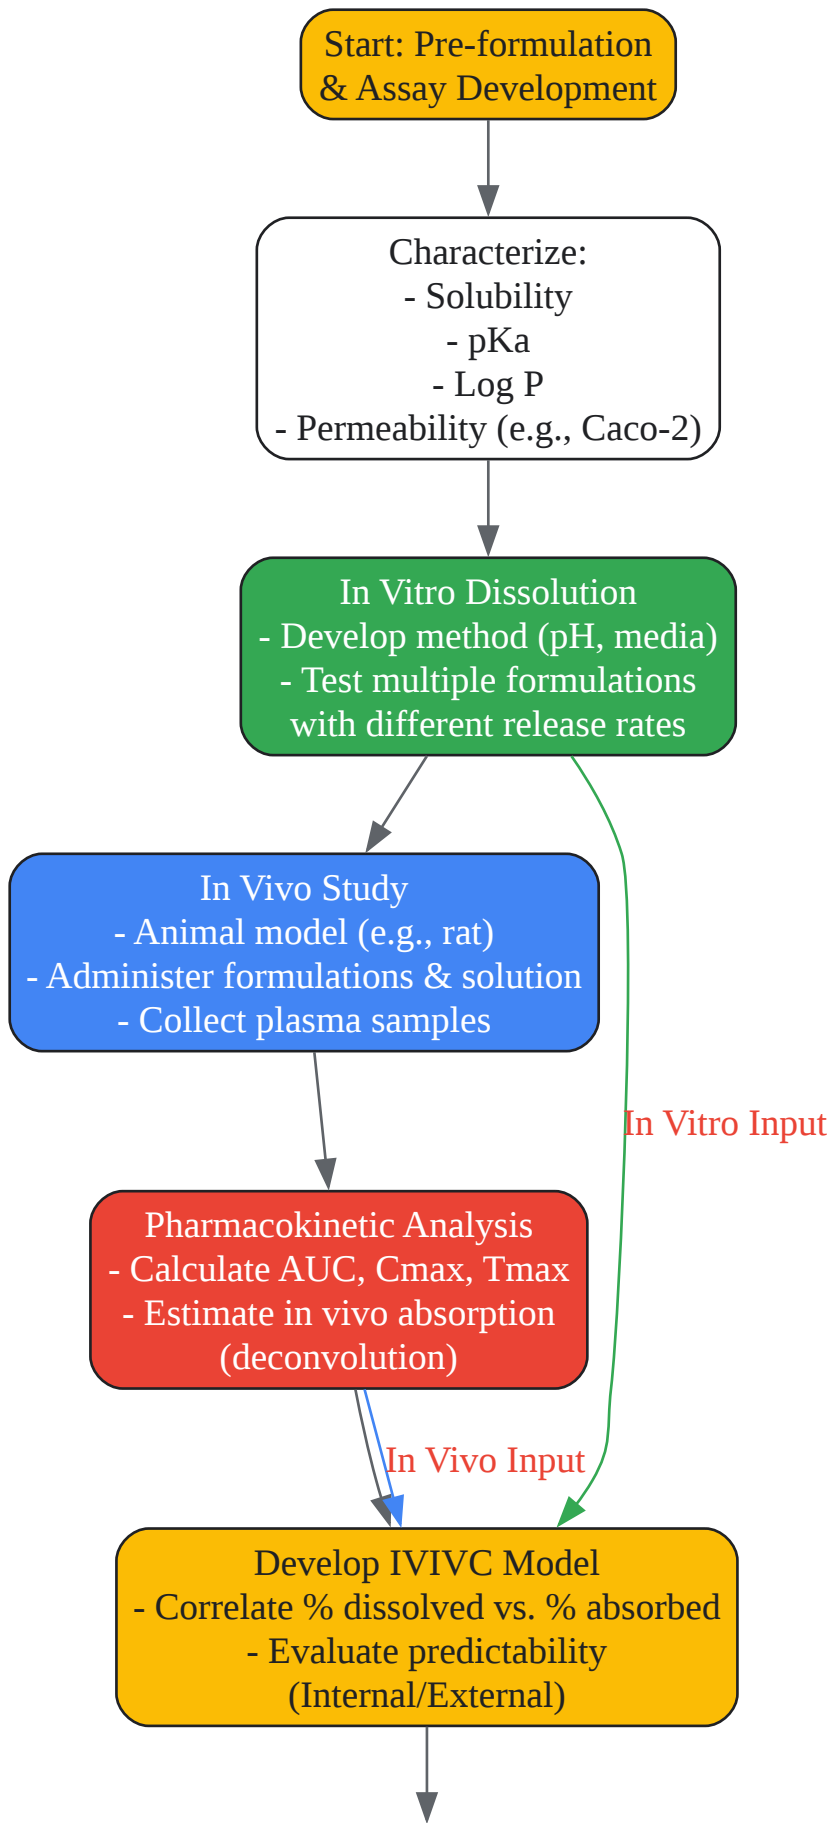 Start: Pre-formulation
& Assay Development
Characterize:
- Solubility
- pKa
- Log P
- Permeability (e.g., Caco-2)
In Vitro Dissolution
- Develop method (pH, media)
- Test multiple formulations
with different release rates
In Vivo Study
- Animal model (e.g., rat)
- Administer formulations & solution
- Collect plasma samples
In Vitro Input
Pharmacokinetic Analysis
- Calculate AUC, Cmax, Tmax
- Estimate in vivo absorption
(deconvolution)
In Vivo Input
Develop IVIVC Model
- Correlate % dissolved vs. % absorbed
- Evaluate predictability
(Internal/External)